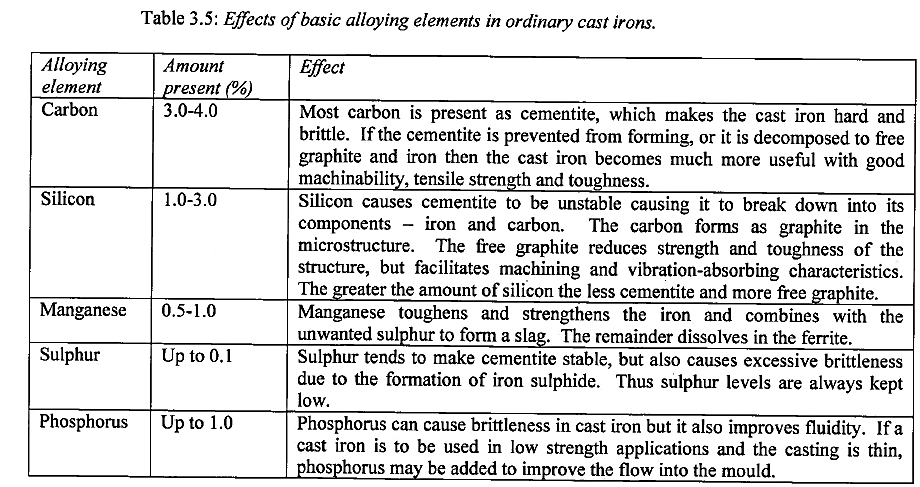 Table 3.5: Effects of basic alloying elements in ordinary cast irons.
Alloying element
Amount present (%)
Effect
Carbon
3.0-4.0
Most carbon is present as cementite, which makes the cast iron hard and
brittle. If the cementite is prevented from forming, or it is decomposed to free
graphite and iron then the cast iron becomes much more useful with good
machinability, tensile strength and toughness.
Silicon
1.0-3.0
Silicon causes cementite to be unstable causing it to break down into its
components – iron and carbon. The carbon forms as graphite in the
microstructure. The free graphite reduces strength and toughness of the
structure, but facilitates machining and vibration-absorbing characteristics.
The greater the amount of silicon the less cementite and more free graphite.
Manganese
0.5-1.0
Manganese toughens and strengthens the iron and combines with the
unwanted sulphur to form a slag. The remainder dissolves in the ferrite.
Sulphur
Up to 0.1
Sulphur tends to make cementite stable, but also causes excessive brittleness
due to the formation of iron sulphide. Thus sulphur levels are always kept
low.
Phosphorus
Up to 1.0
Phosphorus can cause brittleness in cast iron but it also improves fluidity. If a
cast iron is to be used in low strength applications and the casting is thin,
phosphorus may be added to improve the flow into the mould.